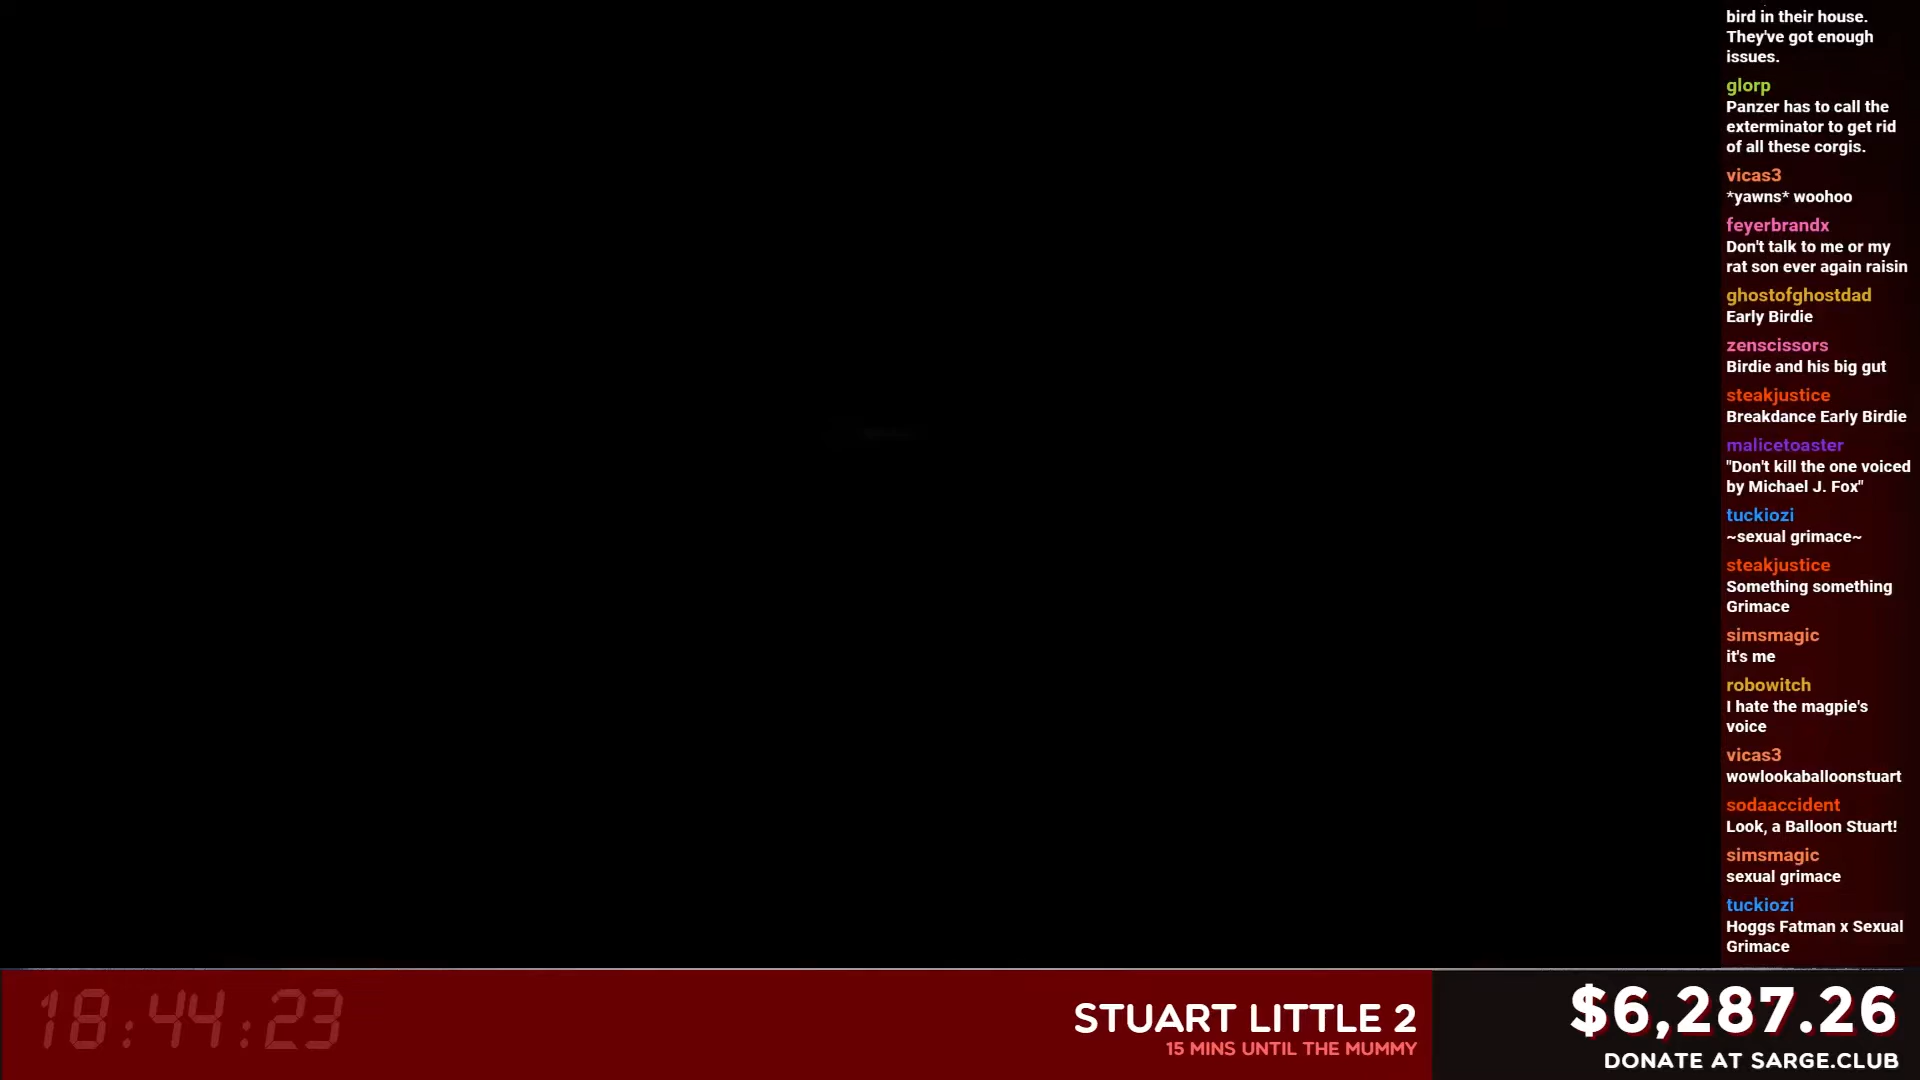 bird in their house.
They've got enough
issues.
glorp
Panzer has to call the
exterminator to get rid
of all these corgis.
vicas3
*yawns* woohoo
feyerbrandx
Don't talk to me or my
rat son ever again raisin
ghostofghostdad
Early Birdie
zenscissors
Birdie and his big gut
steakjustice
Breakdance Early Birdie
malicetoaster
"Don't kill the one voiced
by Michael J. Fox"
tuckiozi
~sexual grimace~
steakjustice
Something something
Grimace
simsmagic
it's me
robowitch
I hate the magpie's
voice
vicas3
wowlookaballoonstuart
sodaaccident
Look, a Balloon Stuart!
simsmagic
sexual grimace
tuckiozi
Hoggs Fatman x Sexual
Grimace
18:44:23
STUART LITTLE 2
15 MINS UNTIL THE MUMMY
$6,287.26
DONATE AT SARGE.CLUB